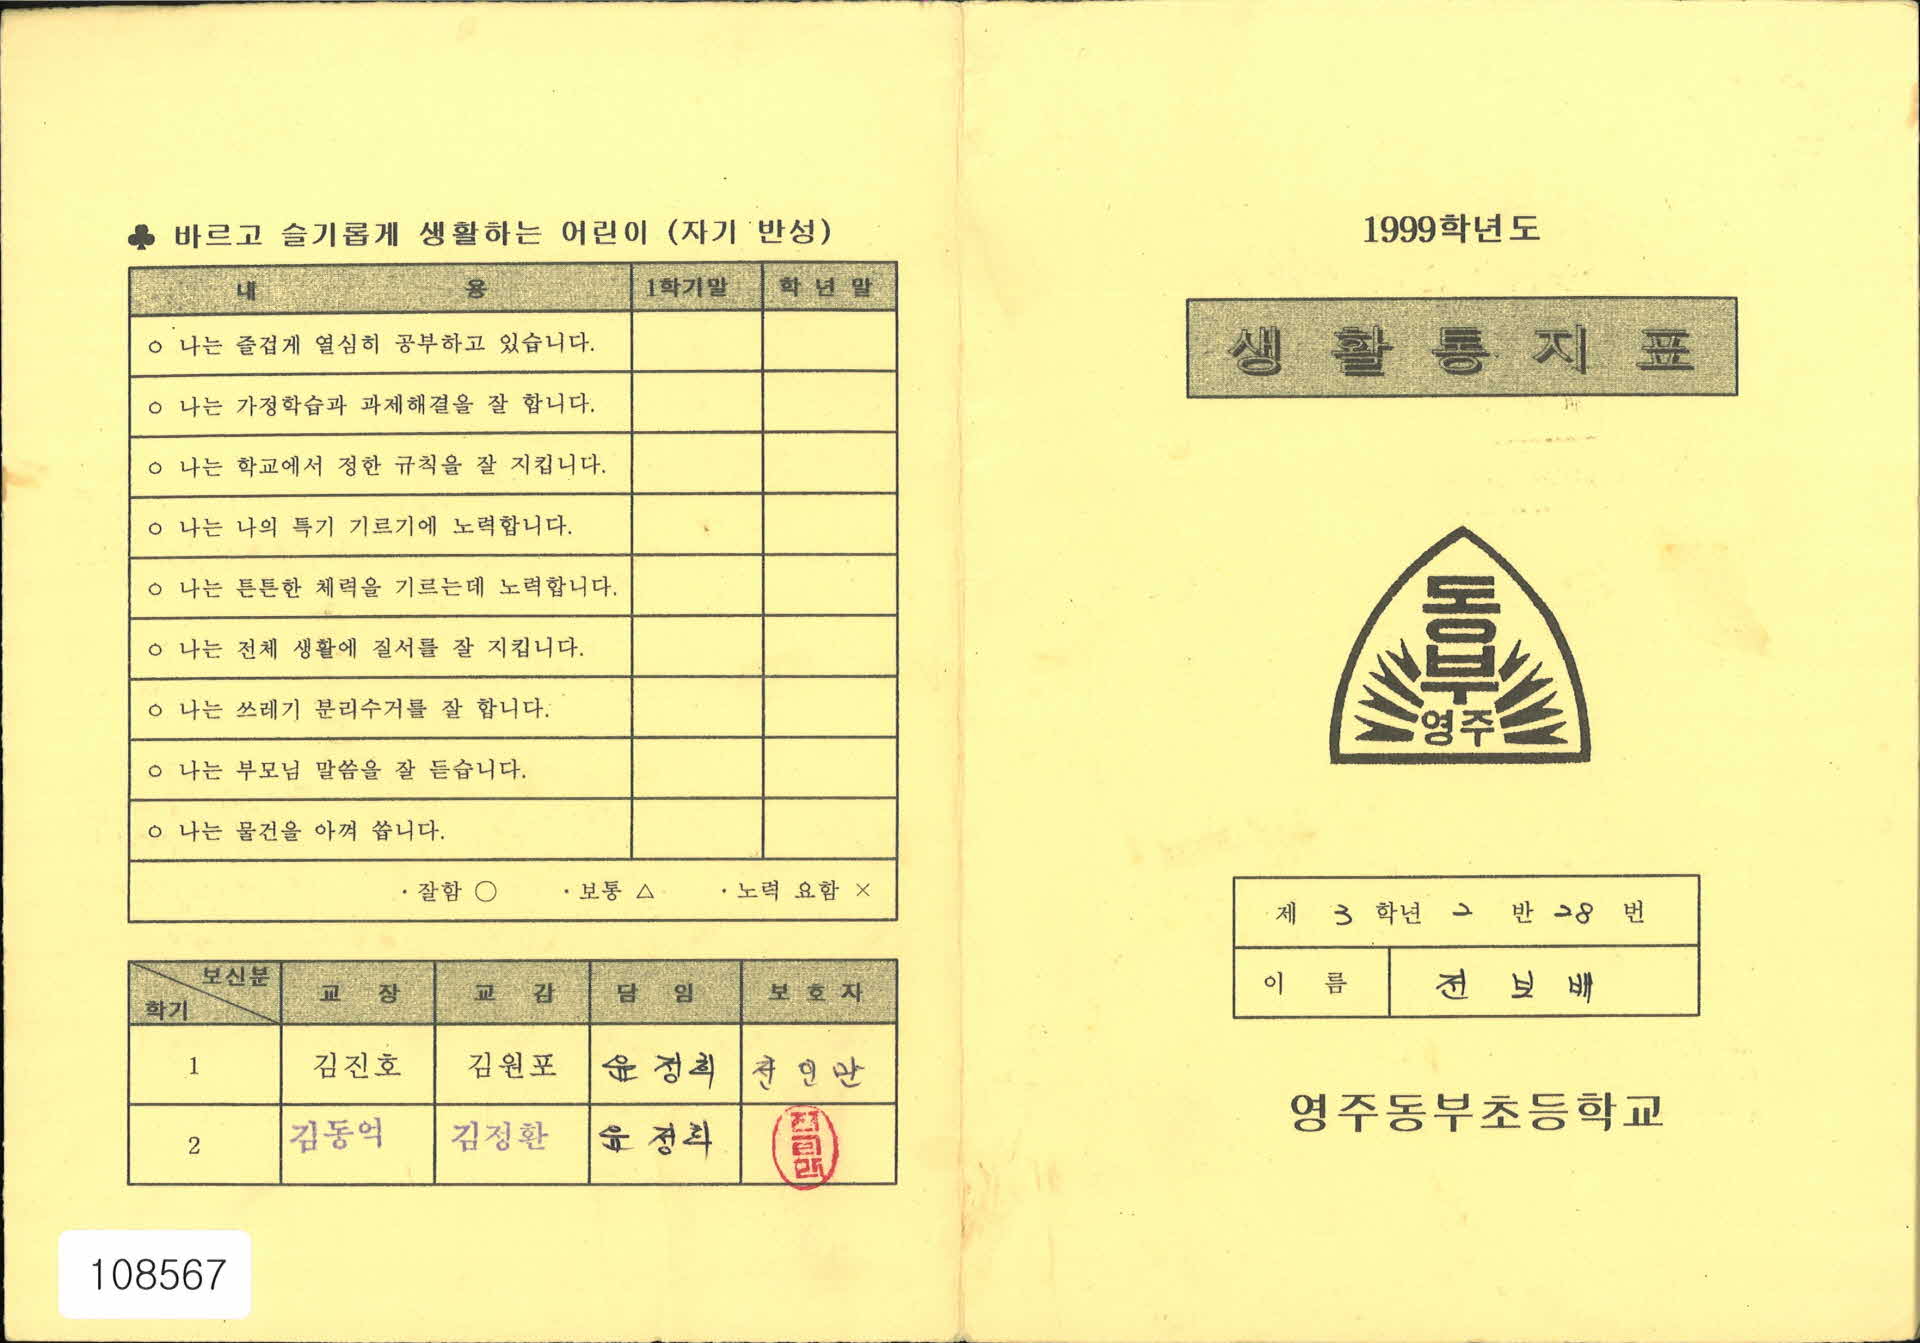 ♣ 바르고 슬기롭게 생활하는 어린이 (자기 반성)
내 용 1학기말 학 년 말
○ 나는 즐겁게 열심히 공부하고 있습니다.
○ 나는 가정학습과 과제해결을 잘 합니다.
○ 나는 학교에서 정한 규칙을 잘 지킵니다.
○ 나는 나의 특기 기르기에 노력합니다.
○ 나는 튼튼한 체력을 기르는데 노력합니다.
○ 나는 전체 생활에 질서를 잘 지킵니다.
○ 나는 쓰레기 분리수거를 잘 합니다.
○ 나는 부모님 말씀을 잘 듣습니다.
○ 나는 물건을 아껴 씁니다.
· 잘함 ○ · 보통 △ · 노력 요함 ×
보신분
학기 교 장 교 감 담 임 보 호 자
1 김진호 김원포 윤정희
2 김동억 김정환 윤정희
108567
1999학년도
생 활 통 지 표
동
부
영주
제 3 학년 2 반 28 번
이 름 전 보 배
영주동부초등학교